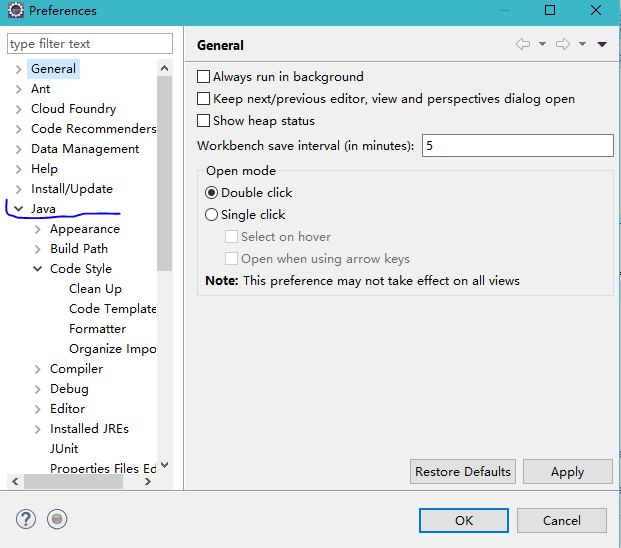 Preferences
type filter text
General
Ant
Cloud Foundry
Code Recommenders
Data Management
Help
Install/Update
Java
Appearance
Build Path
Code Style
Clean Up
Code Template
Formatter
Organize Impo
Compiler
Debug
Editor
Installed JREs
JUnit
Properties Files Ed
General
Always run in background
Keep next/previous editor, view and perspectives dialog open
Show heap status
Workbench save interval (in minutes): 5
Open mode
Double click
Single click
Select on hover
Open when using arrow keys
Note: This preference may not take effect on all views
Restore Defaults Apply
? OK Cancel